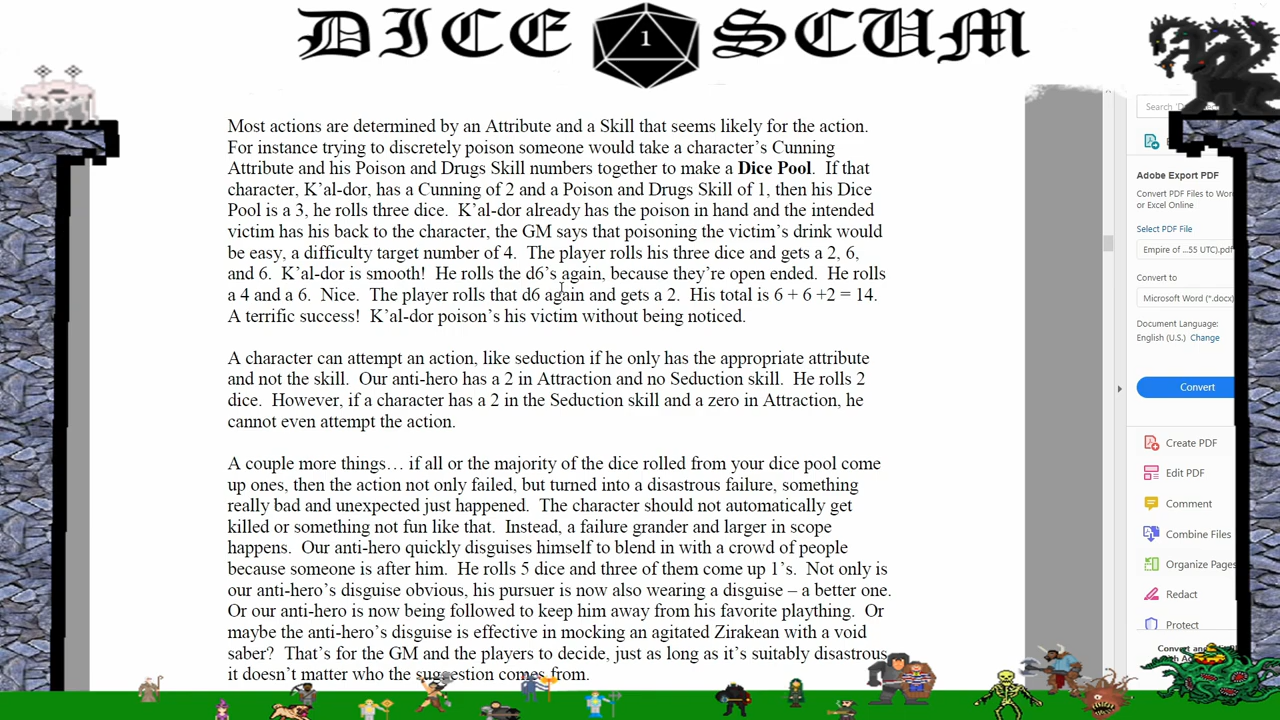 DICE 1 SCUM
Most actions are determined by an Attribute and a Skill that seems likely for the action.
For instance trying to discretely poison someone would take a character's Cunning
Attribute and his Poison and Drugs Skill numbers together to make a Dice Pool. If that
character, K'al-dor, has a Cunning of 2 and a Poison and Drugs Skill of 1, then his Dice
Pool is a 3, he rolls three dice. K'al-dor already has the poison in hand and the intended
victim has his back to the character, the GM says that poisoning the victim's drink would
be easy, a difficulty target number of 4. The player rolls his three dice and gets a 2, 6,
and 6. K'al-dor is smooth! He rolls the d6's again, because they're open ended. He rolls
a 4 and a 6. Nice. The player rolls that d6 again and gets a 2. His total is 6 + 6 +2 = 14.
A terrific success! K'al-dor poison's his victim without being noticed.
A character can attempt an action, like seduction if he only has the appropriate attribute
and not the skill. Our anti-hero has a 2 in Attraction and no Seduction skill. He rolls 2
dice. However, if a character has a 2 in the Seduction skill and a zero in Attraction, he
cannot even attempt the action.
A couple more things… if all or the majority of the dice rolled from your dice pool come
up ones, then the action not only failed, but turned into a disastrous failure, something
really bad and unexpected just happened. The character should not automatically get
killed or something not fun like that. Instead, a failure grander and larger in scope
happens. Our anti-hero quickly disguises himself to blend in with a crowd of people
because someone is after him. He rolls 5 dice and three of them come up 1's. Not only is
our anti-hero's disguise obvious, his pursuer is now also wearing a disguise – a better one.
Or our anti-hero is now being followed to keep him away from his favorite plaything. Or
maybe the anti-hero's disguise is effective in mocking an agitated Zirakean with a void
saber? That's for the GM and the players to decide, just as long as it's suitably disastrous
it doesn't matter who the suggestion comes from.
Search
Adobe Export PDF
Convert PDF Files to Wor
or Excel Online
Select PDF File
Empire of ...55 UTC).pdf
Convert to
Microsoft Word (*.docx)
Document Language:
English (U.S.) Change
Convert
Create PDF
Edit PDF
Comment
Combine Files
Organize Pages
Redact
Protect